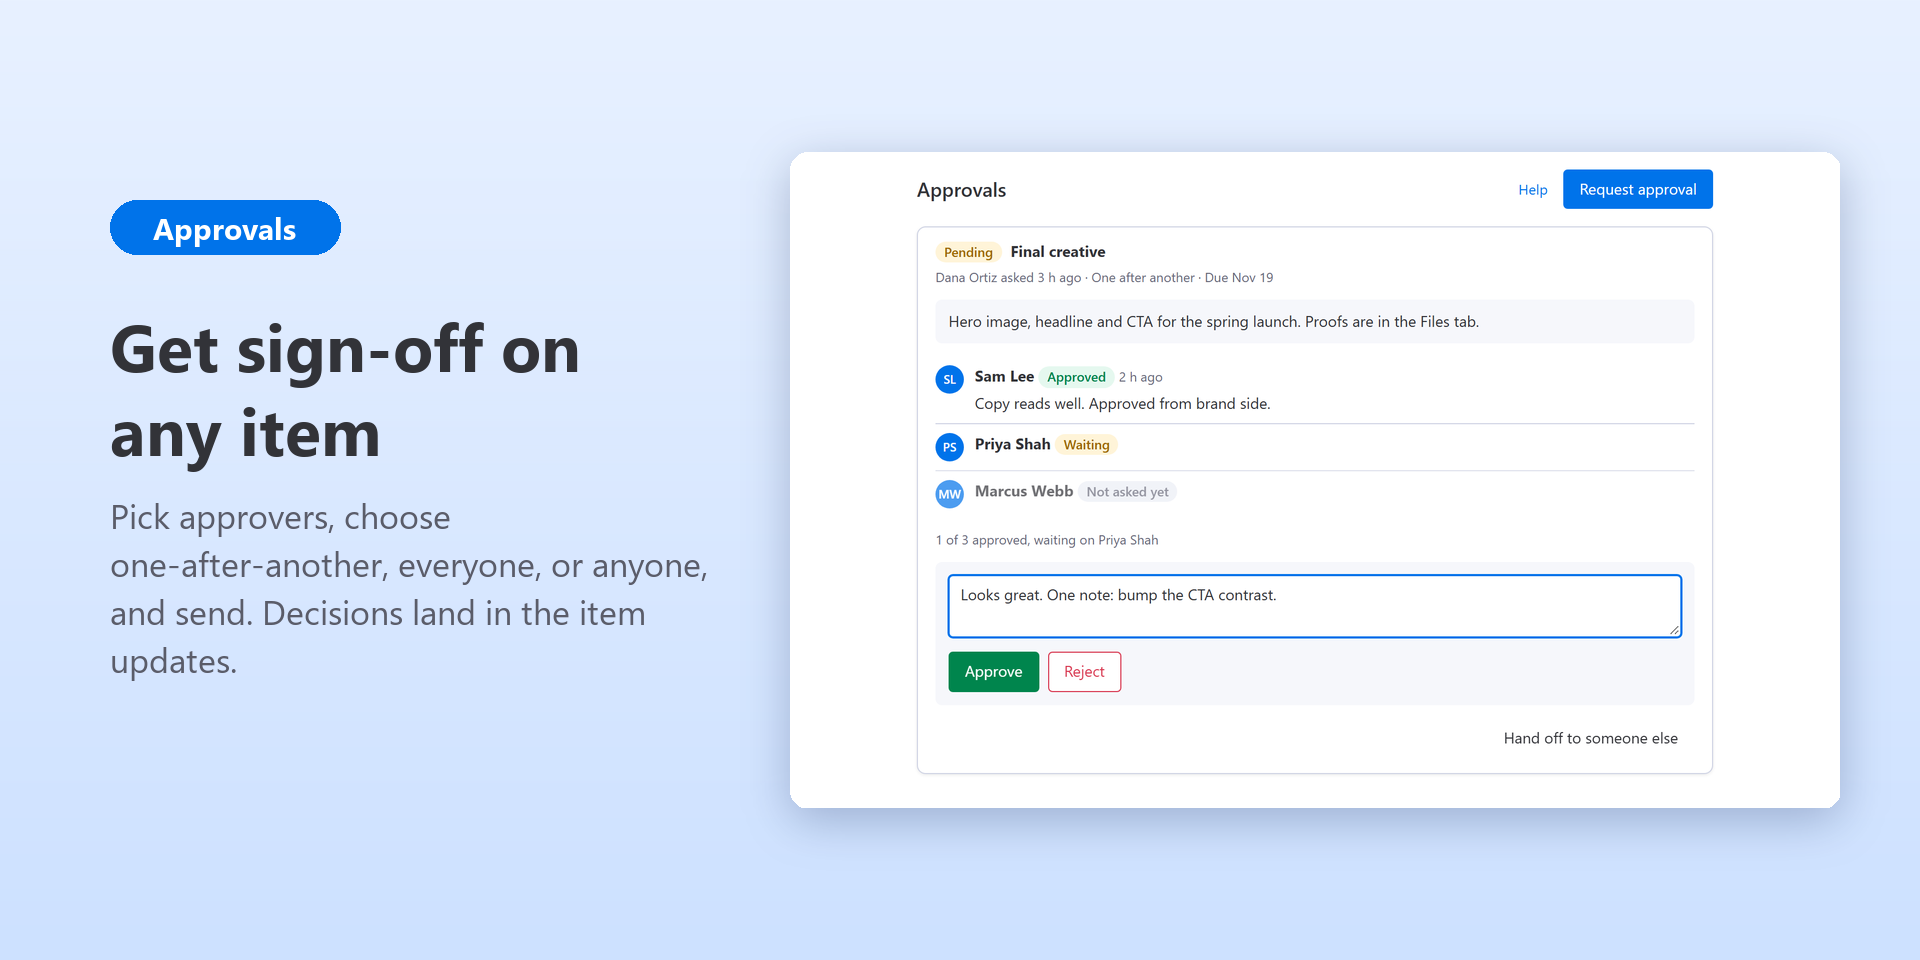 Approvals
Get sign-off on
any item
Pick approvers, choose
one-after-another, everyone, or anyone,
and send. Decisions land in the item
updates.
Approvals
Help
Request approval
Pending Final creative
Dana Ortiz asked 3 h ago · One after another · Due Nov 19
Hero image, headline and CTA for the spring launch. Proofs are in the Files tab.
SL Sam Lee Approved 2 h ago
Copy reads well. Approved from brand side.
PS Priya Shah Waiting
MW Marcus Webb Not asked yet
1 of 3 approved, waiting on Priya Shah
Looks great. One note: bump the CTA contrast.
Approve Reject
Hand off to someone else